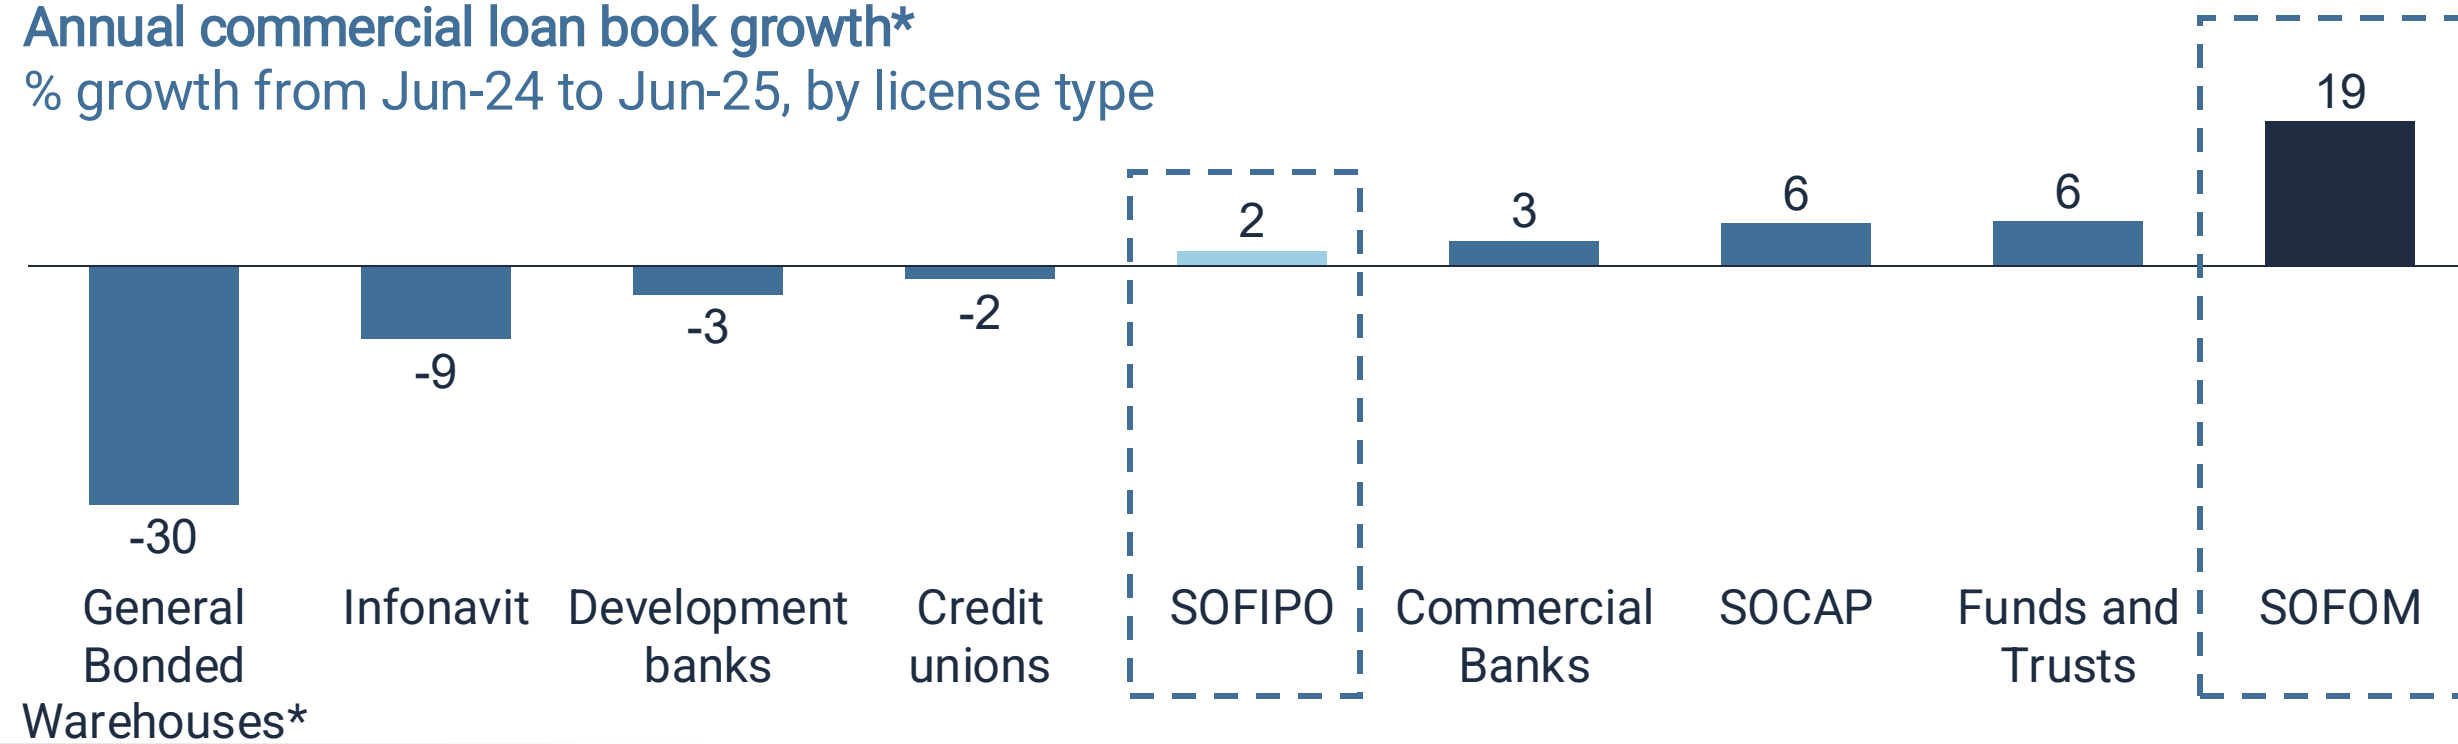 Annual commercial loan book growth*
% growth from Jun-24 to Jun-25, by license type
19
2
3
6
6
-30
-9
-3
-2
General
Bonded
Warehouses*
Infonavit
Development
banks
Credit
unions
SOFIPO
Commercial
Banks
SOCAP
Funds and
Trusts
SOFOM